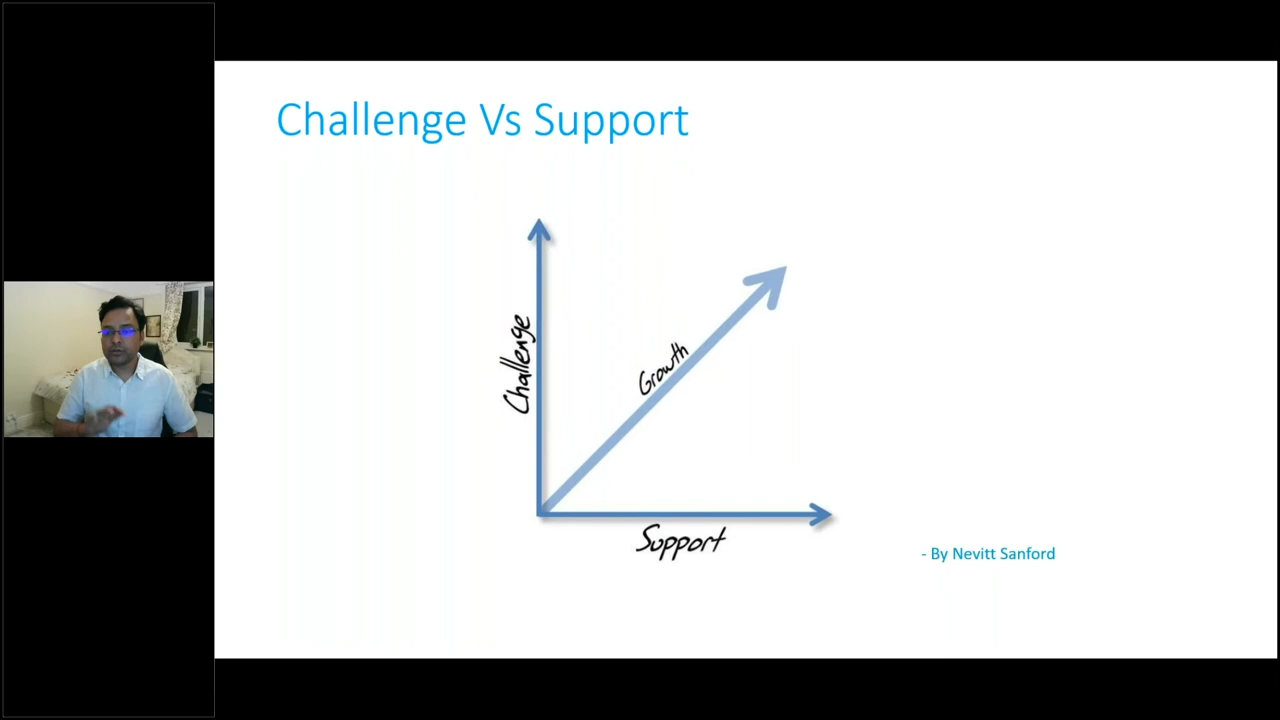 Challenge Vs Support
Challenge
Growth
Support
- By Nevitt Sanford